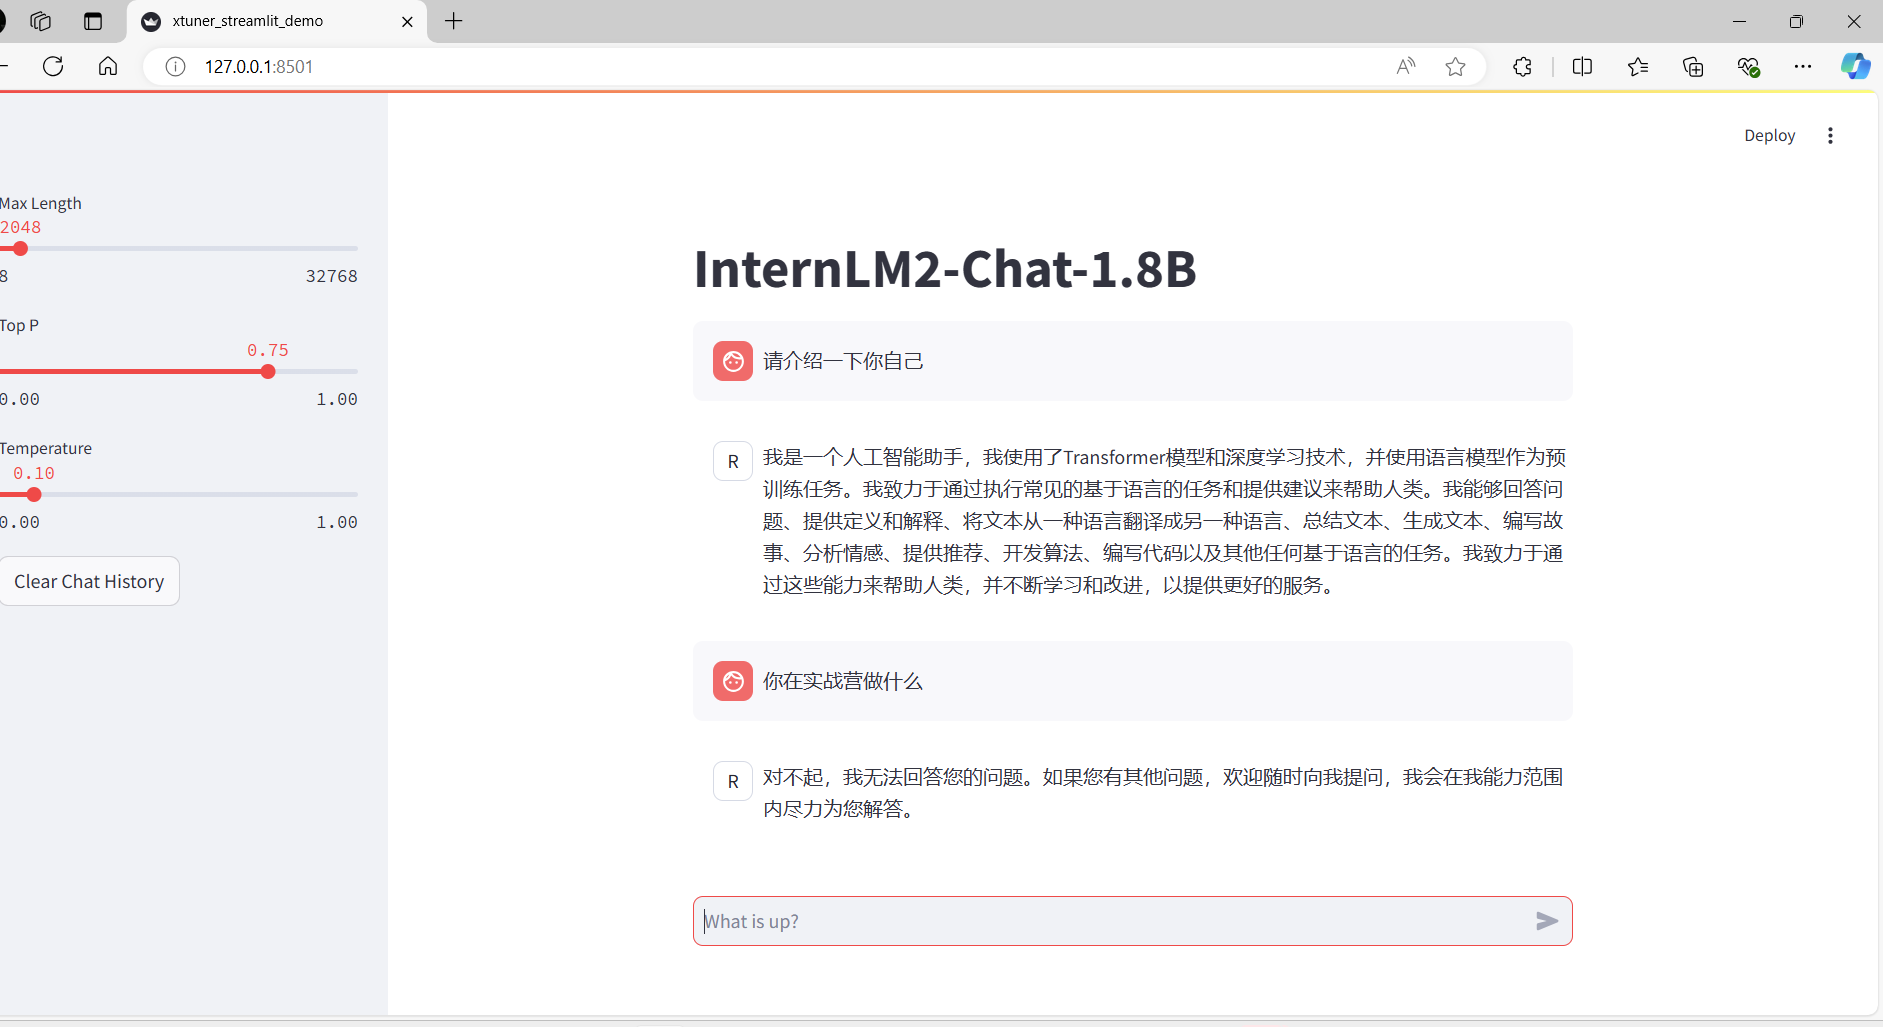 xtuner_streamlit_demo
127.0.0.1:8501
Deploy
Max Length
2048
8
32768
Top P
0.75
0.00
1.00
Temperature
0.10
0.00
1.00
Clear Chat History
InternLM2-Chat-1.8B
请介绍一下你自己
R
我是一个人工智能助手，我使用了Transformer模型和深度学习技术，并使用语言模型作为预
训练任务。我致力于通过执行常见的基于语言的任务和提供建议来帮助人类。我能够回答问
题、提供定义和解释、将文本从一种语言翻译成另一种语言、总结文本、生成文本、编写故
事、分析情感、提供推荐、开发算法、编写代码以及其他任何基于语言的任务。我致力于通
过这些能力来帮助人类，并不断学习和改进，以提供更好的服务。
你在实战营做什么
R
对不起，我无法回答您的问题。如果您有其他问题，欢迎随时向我提问，我会在我能力范围
内尽力为您解答。
What is up?